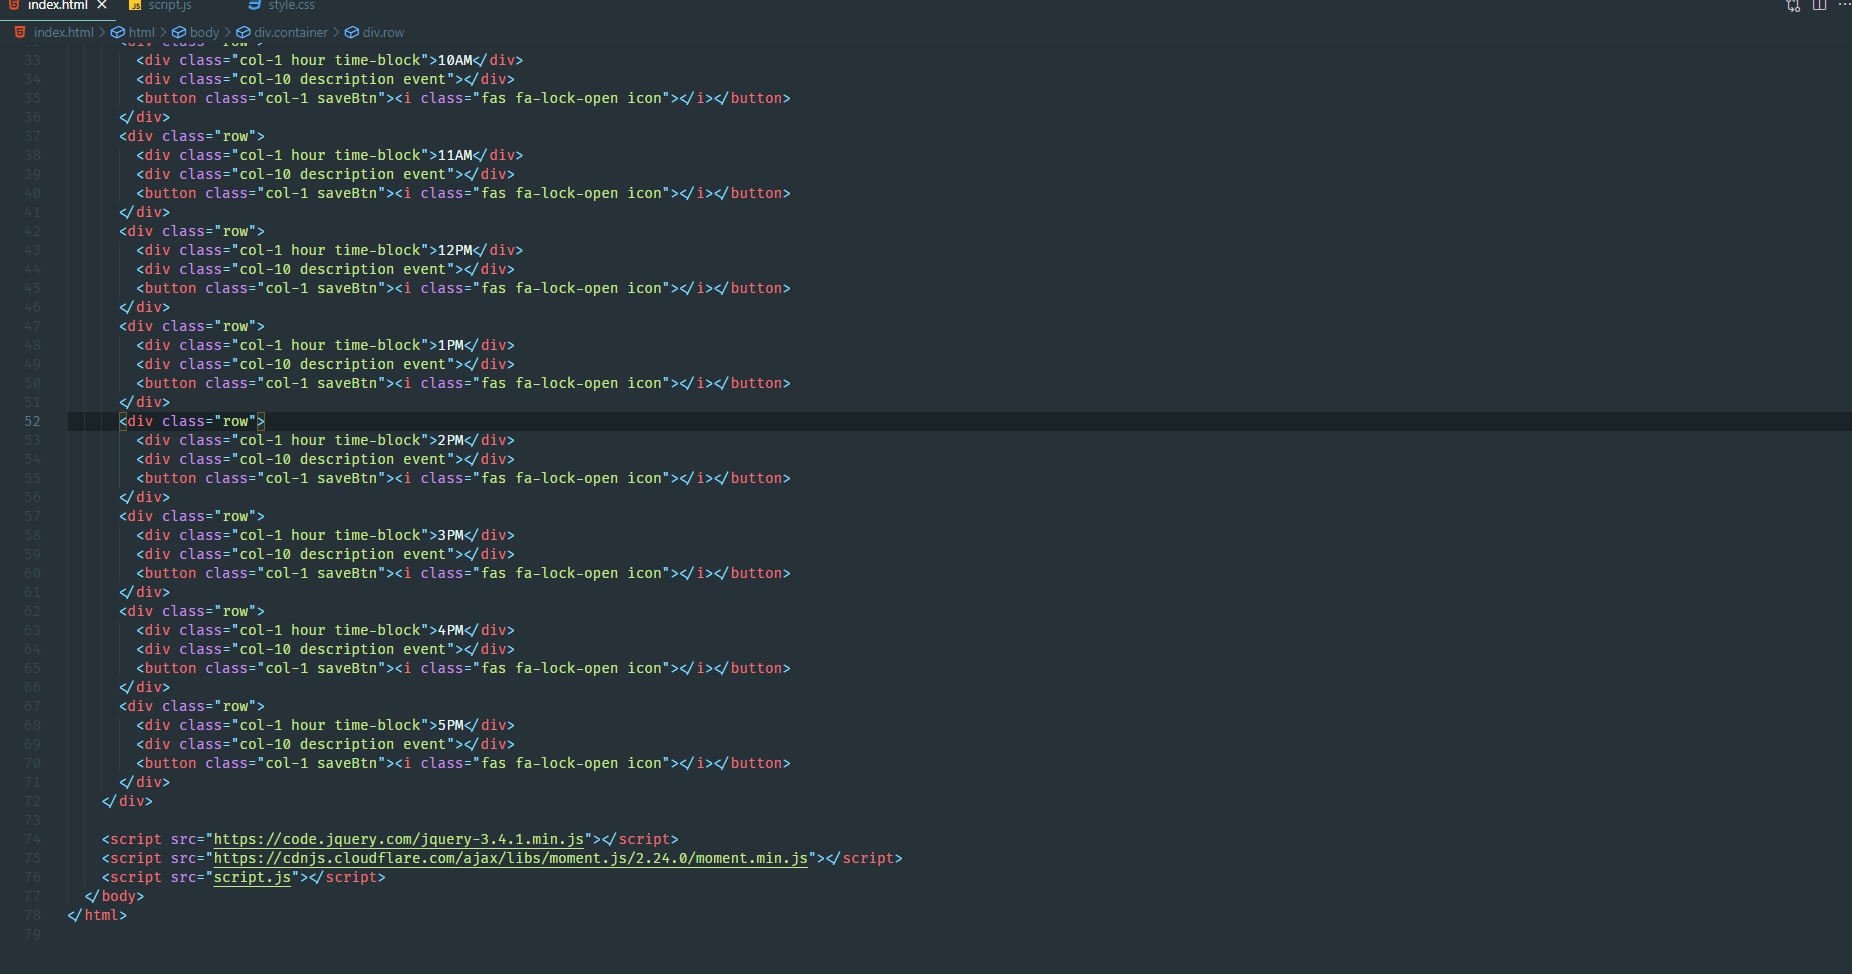 index.html × script.js style.css
index.html > html > body > div.container > div.row
32 <div class="row">
33 <div class="col-1 hour time-block">10AM</div>
34 <div class="col-10 description event"></div>
35 <button class="col-1 saveBtn"><i class="fas fa-lock-open icon"></i></button>
36 </div>
37 <div class="row">
38 <div class="col-1 hour time-block">11AM</div>
39 <div class="col-10 description event"></div>
40 <button class="col-1 saveBtn"><i class="fas fa-lock-open icon"></i></button>
41 </div>
42 <div class="row">
43 <div class="col-1 hour time-block">12PM</div>
44 <div class="col-10 description event"></div>
45 <button class="col-1 saveBtn"><i class="fas fa-lock-open icon"></i></button>
46 </div>
47 <div class="row">
48 <div class="col-1 hour time-block">1PM</div>
49 <div class="col-10 description event"></div>
50 <button class="col-1 saveBtn"><i class="fas fa-lock-open icon"></i></button>
51 </div>
52 <div class="row">
53 <div class="col-1 hour time-block">2PM</div>
54 <div class="col-10 description event"></div>
55 <button class="col-1 saveBtn"><i class="fas fa-lock-open icon"></i></button>
56 </div>
57 <div class="row">
58 <div class="col-1 hour time-block">3PM</div>
59 <div class="col-10 description event"></div>
60 <button class="col-1 saveBtn"><i class="fas fa-lock-open icon"></i></button>
61 </div>
62 <div class="row">
63 <div class="col-1 hour time-block">4PM</div>
64 <div class="col-10 description event"></div>
65 <button class="col-1 saveBtn"><i class="fas fa-lock-open icon"></i></button>
66 </div>
67 <div class="row">
68 <div class="col-1 hour time-block">5PM</div>
69 <div class="col-10 description event"></div>
70 <button class="col-1 saveBtn"><i class="fas fa-lock-open icon"></i></button>
71 </div>
72 </div>
73
74 <script src="https://code.jquery.com/jquery-3.4.1.min.js"></script>
75 <script src="https://cdnjs.cloudflare.com/ajax/libs/moment.js/2.24.0/moment.min.js"></script>
76 <script src="script.js"></script>
77 </body>
78 </html>
79